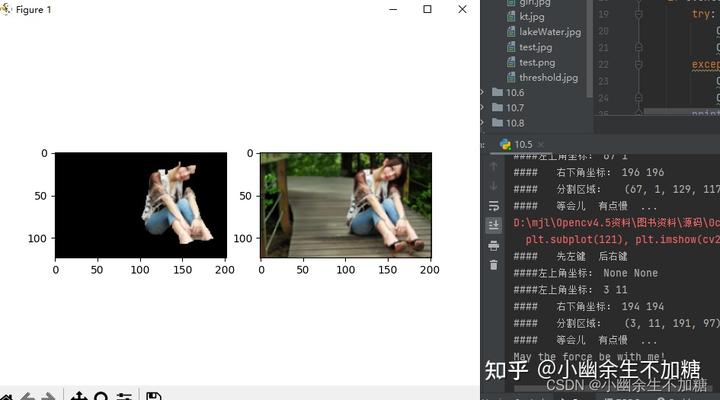 Figure 1
0
50
100
0
50
100
150
200
0
50
100
0
50
100
150
200
girl.jpg
kt.jpg
lakeWater.jpg
test.jpg
test.png
threshold.jpg
10.6
10.7
10.8
19
20
21
22
23
24
try:
excep
print
10.5
####左上角坐标: 67 1
#### 右下角坐标: 196 196
#### 分割区域: (67, 1, 129, 117
#### 等会儿 有点慢 ...
D:\mjl\Opencv4.5资料\图书资料\源码\0c
plt.subplot(121), plt.imshow(cv2
#### 先左键 后右键
####左上角坐标: None None
####左上角坐标: 3 11
#### 右下角坐标: 194 194
#### 分割区域: (3, 11, 191, 97)
#### 等会儿 有点慢 ...
May the force be with me!
知乎 @小幽余生不加糖
CSDN @小幽余生不加糖